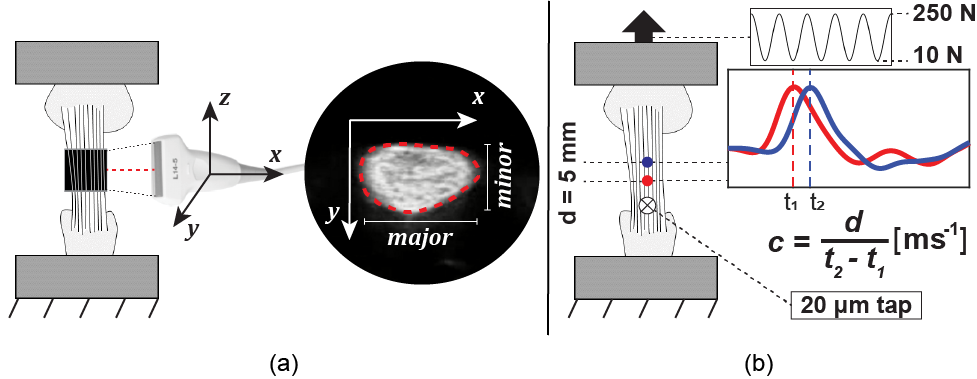 (a)
z
x
y
L14-5
x
y
minor
major
(b)
250 N
10 N
d = 5 mm
t₁ t₂
c = d / (t₂ - t₁) [ms⁻¹]
20 µm tap